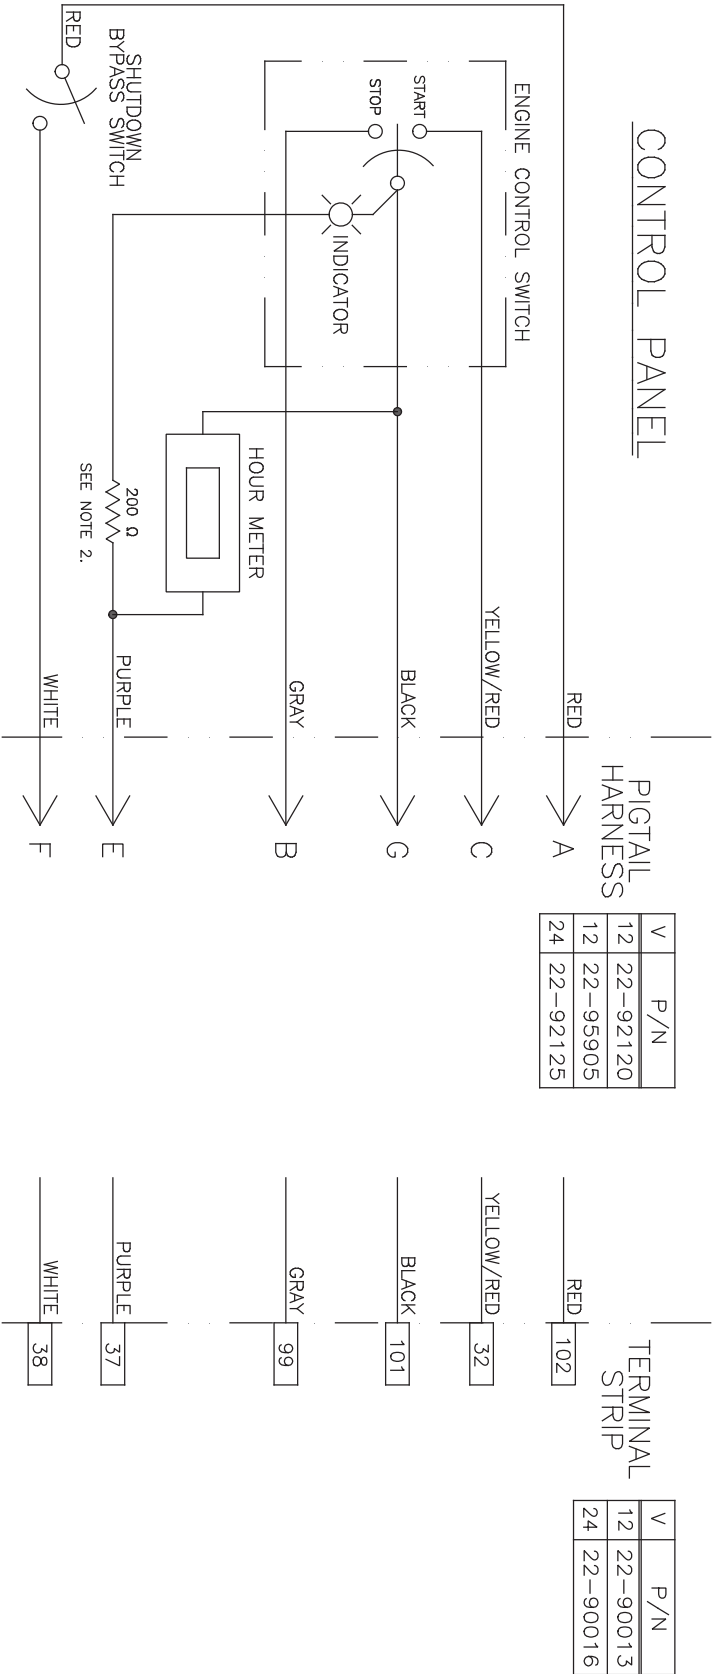 CONTROL PANEL
PIGTAIL
HARNESS
V P/N
12 22-92120
12 22-95905
24 22-92125
TERMINAL
STRIP
V P/N
12 22-90013
24 22-90016
ENGINE CONTROL SWITCH
START
STOP
INDICATOR
HOUR METER
200 Ω
SEE NOTE 2.
SHUTDOWN
BYPASS SWITCH
RED
RED
A
RED
102
YELLOW/RED
C
YELLOW/RED
32
BLACK
G
BLACK
101
GRAY
B
GRAY
99
PURPLE
E
PURPLE
37
WHITE
F
WHITE
38